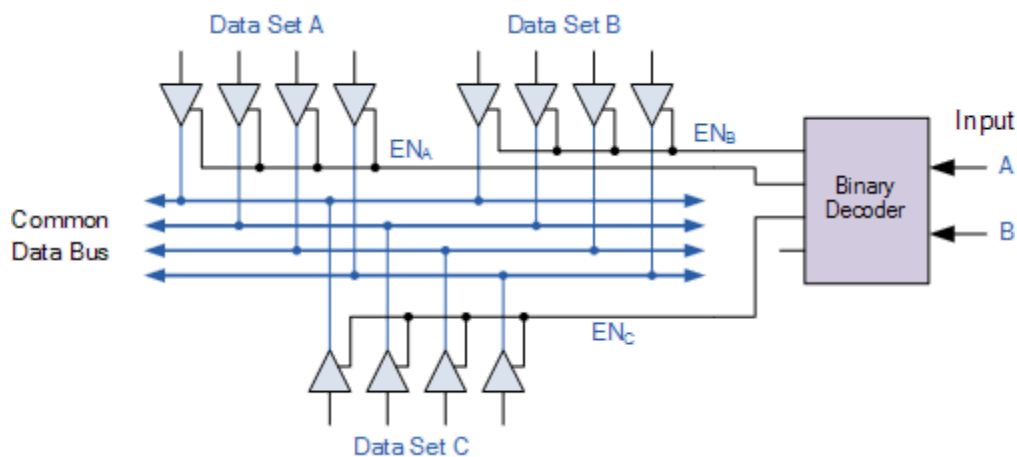 Data Set A
Data Set B
Input
EN_B
EN_A
A
Binary
Decoder
Common
Data Bus
B
EN_C
Data Set C